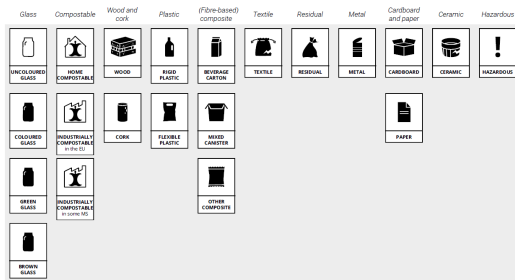 Glass
Compostable
Wood and
cork
Plastic
(Fibre-based)
composite
Textile
Residual
Metal
Cardboard
and paper
Ceramic
Hazardous
UNCOLOURED
GLASS
HOME
COMPOSTABLE
WOOD
RIGID
PLASTIC
BEVERAGE
CARTON
TEXTILE
RESIDUAL
METAL
CARDBOARD
CERAMIC
HAZARDOUS
COLOURED
GLASS
INDUSTRIALLY
COMPOSTABLE
in the EU
CORK
FLEXIBLE
PLASTIC
MIXED
CANISTER
PAPER
GREEN
GLASS
INDUSTRIALLY
COMPOSTABLE
in some MS
OTHER
COMPOSITE
BROWN
GLASS